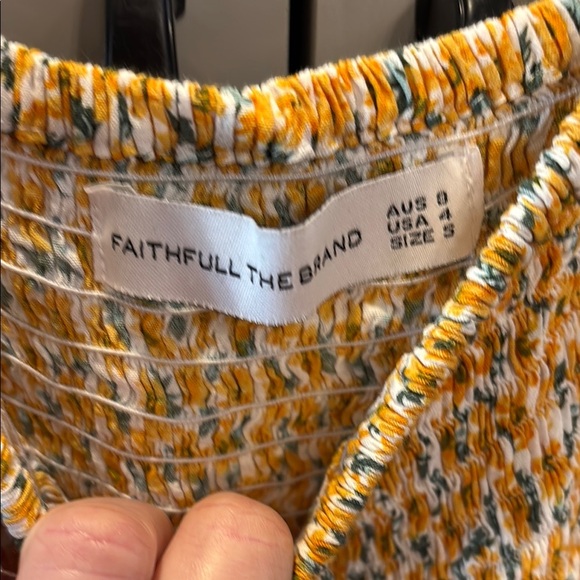 FAITHFULL THE BRAND
AUS 8
USA 4
SIZE S